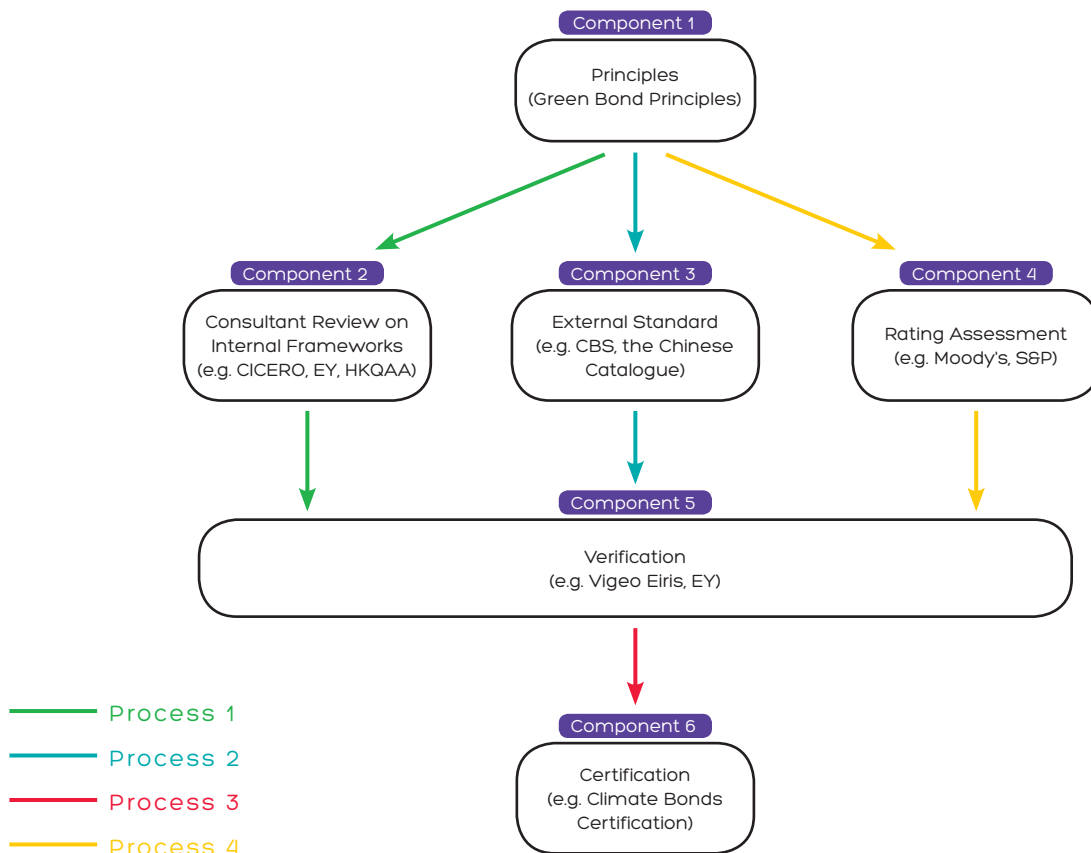 Component 1
Principles
(Green Bond Principles)
Component 2
Consultant Review on
Internal Frameworks
(e.g. CICERO, EY, HKQAA)
Component 3
External Standard
(e.g. CBS, the Chinese
Catalogue)
Component 4
Rating Assessment
(e.g. Moody's, S&P)
Component 5
Verification
(e.g. Vigeo Eiris, EY)
Component 6
Certification
(e.g. Climate Bonds
Certification)
Process 1
Process 2
Process 3
Process 4